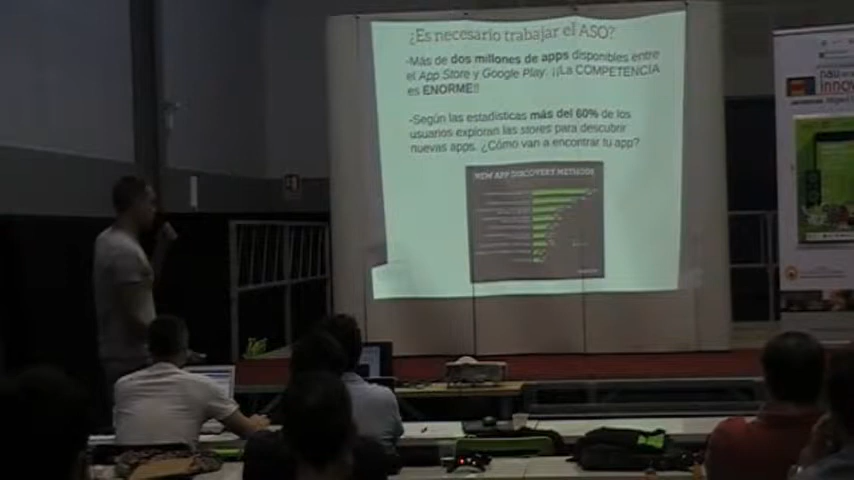 ¿Es necesario trabajar el ASO?
-Más de dos millones de apps disponibles entre
el App Store y Google Play. ¡¡La COMPETENCIA
es ENORME!!
-Según las estadísticas más del 60% de los
usuarios exploran las stores para descubrir
nuevas apps. ¿Cómo van a encontrar tu app?
NEW APP DISCOVERY METHODS
nau